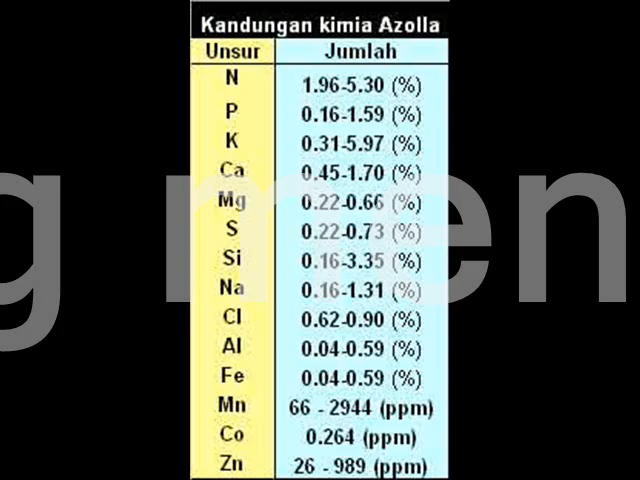 Kandungan kimia Azolla
Unsur Jumlah
N 1.96-5.30 (%)
P 0.16-1.59 (%)
K 0.31-5.97 (%)
Ca 0.45-1.70 (%)
Mg 0.22-0.66 (%)
S 0.22-0.73 (%)
Si 0.16-3.35 (%)
Na 0.16-1.31 (%)
Cl 0.62-0.90 (%)
Al 0.04-0.59 (%)
Fe 0.04-0.59 (%)
Mn 66 - 2944 (ppm)
Co 0.264 (ppm)
Zn 26 - 989 (ppm)
g men